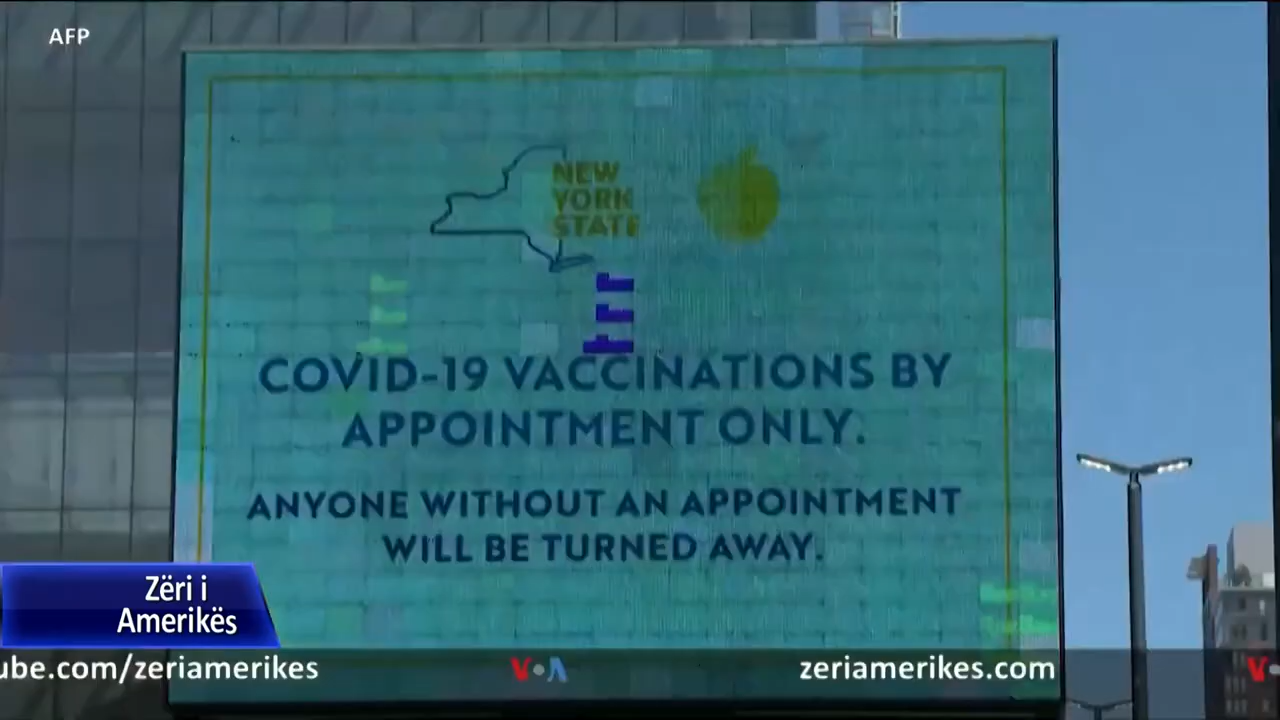 AFP
NEW
YORK
STATE
COVID-19 VACCINATIONS BY
APPOINTMENT ONLY.
ANYONE WITHOUT AN APPOINTMENT
WILL BE TURNED AWAY.
Zëri i
Amerikës
ube.com/zeriamerikes
VOA
zeriamerikes.com